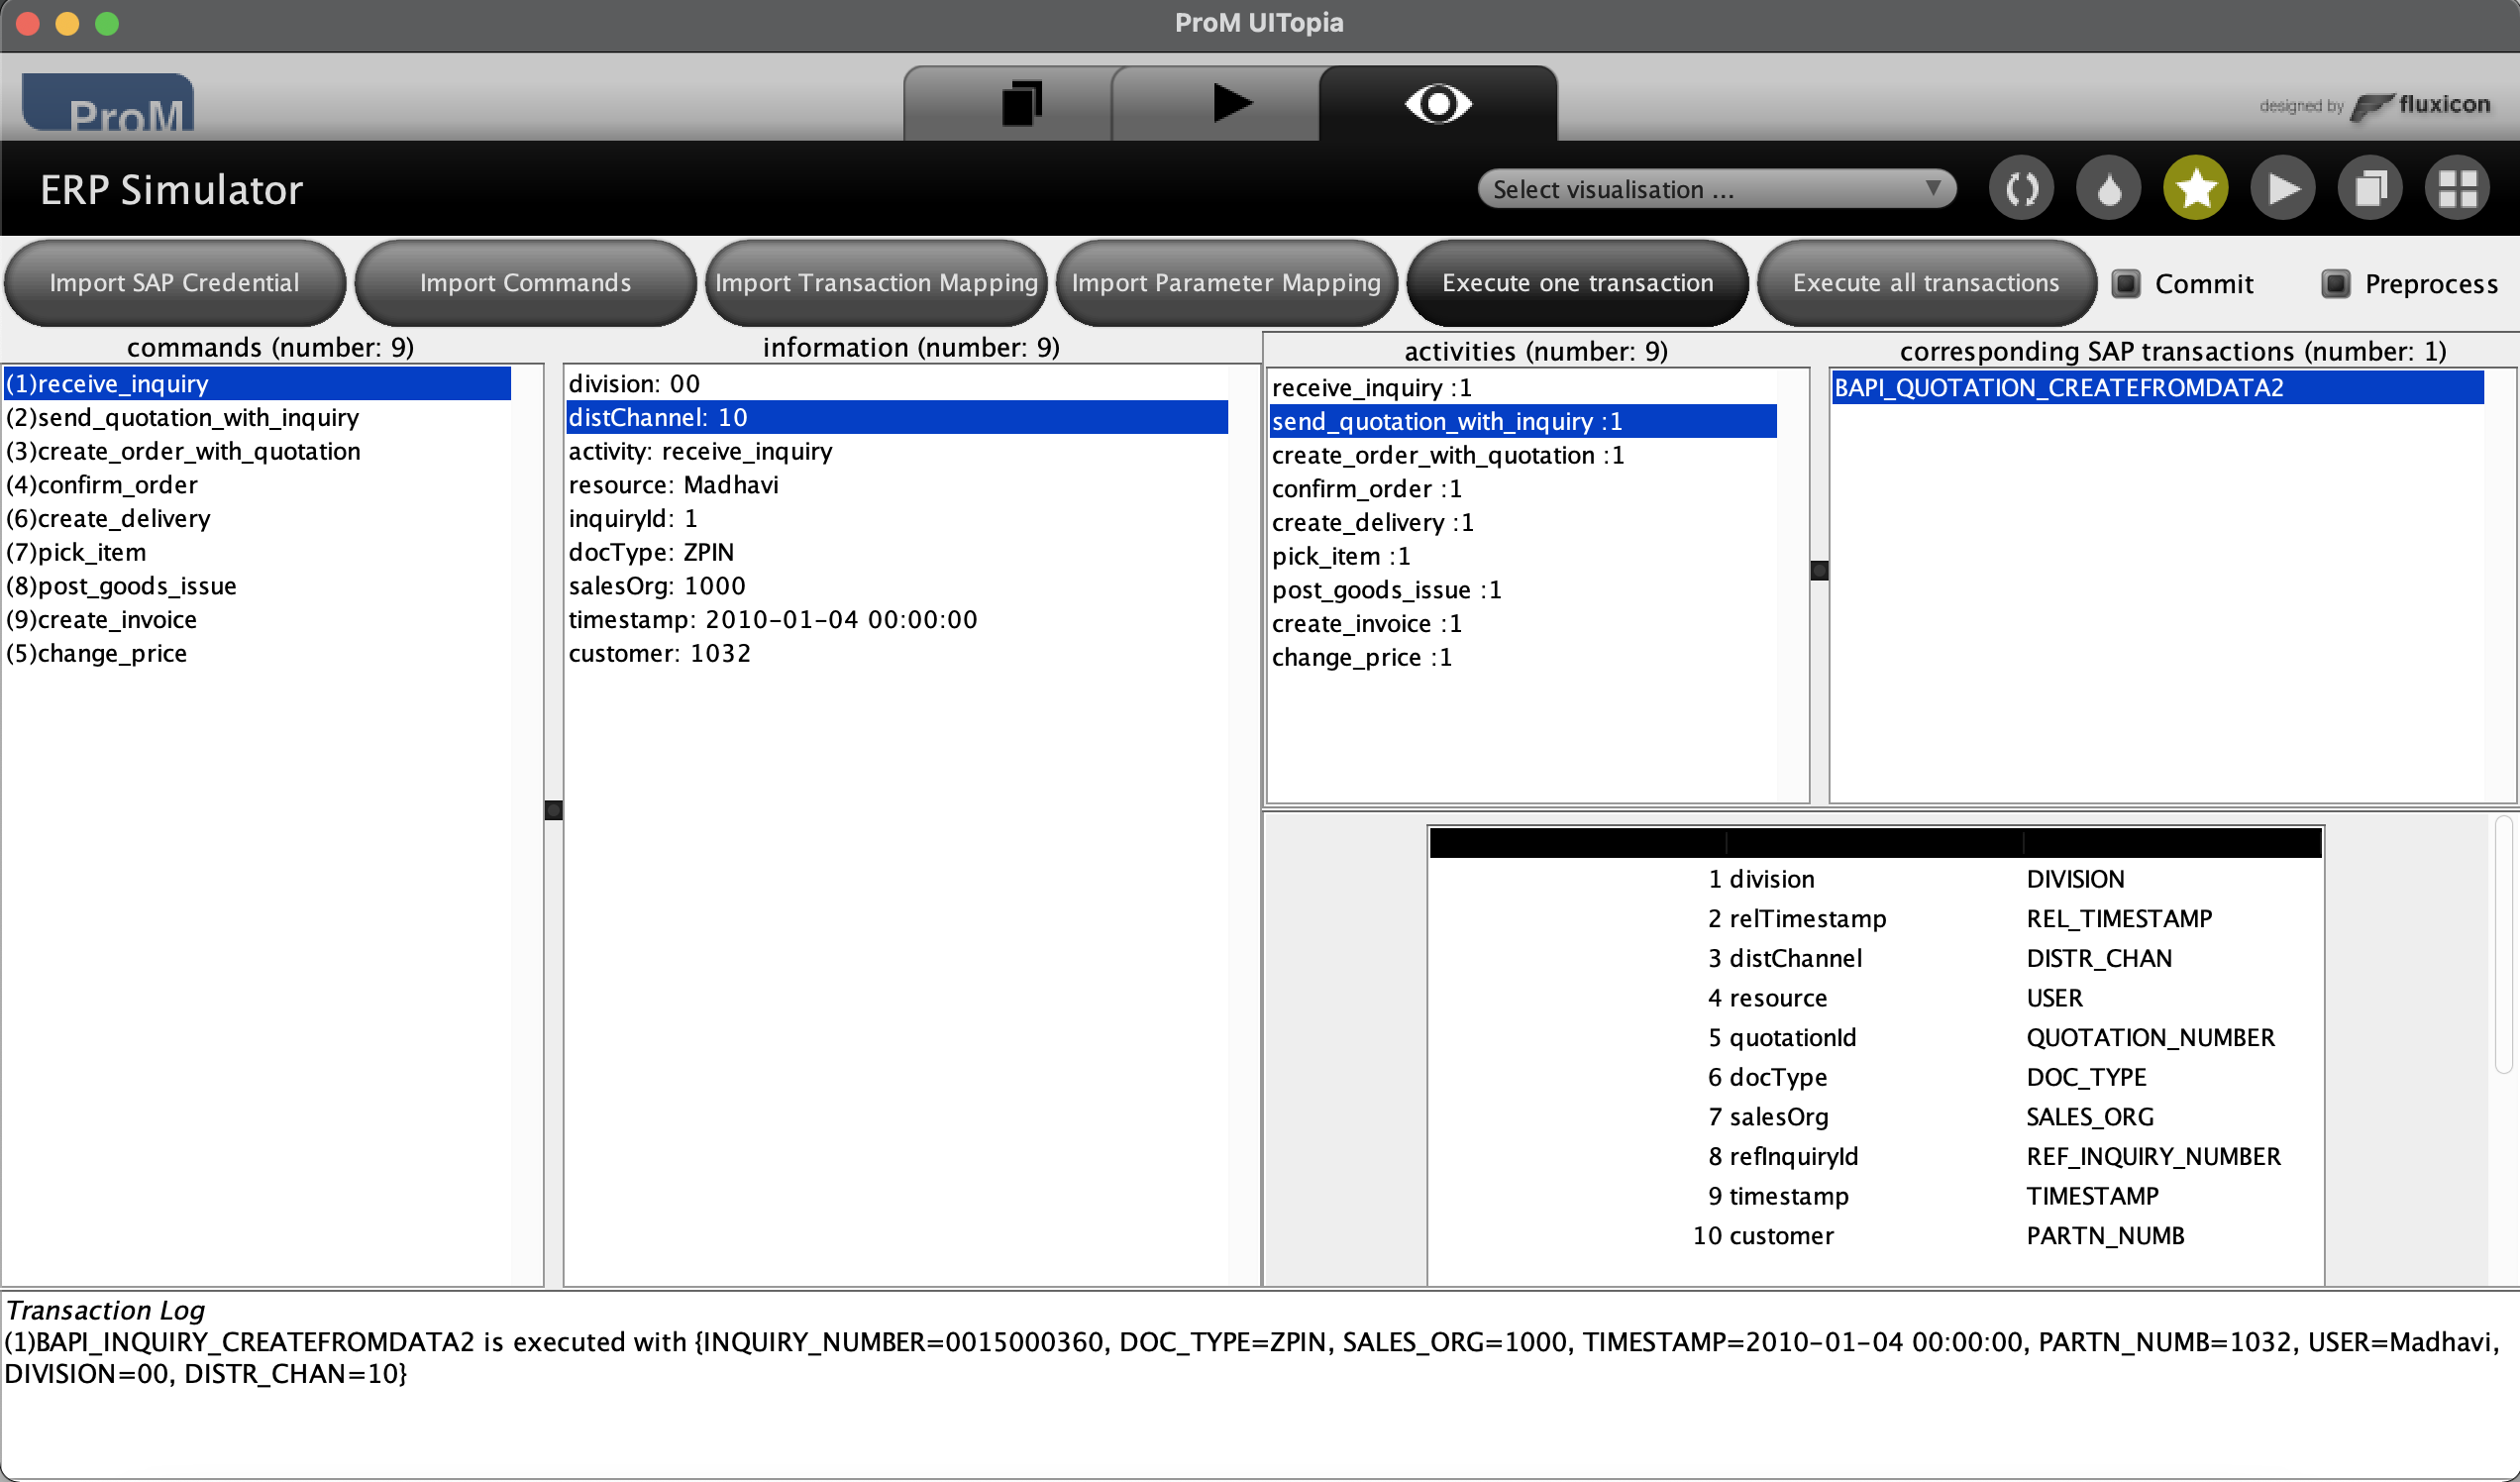 ProM UITopia
ProM
designed by fluxicon
ERP Simulator
Select visualisation ...
Import SAP Credential
Import Commands
Import Transaction Mapping
Import Parameter Mapping
Execute one transaction
Execute all transactions
Commit
Preprocess
commands (number: 9)
(1)receive_inquiry
(2)send_quotation_with_inquiry
(3)create_order_with_quotation
(4)confirm_order
(6)create_delivery
(7)pick_item
(8)post_goods_issue
(9)create_invoice
(5)change_price
information (number: 9)
division: 00
distChannel: 10
activity: receive_inquiry
resource: Madhavi
inquiryId: 1
docType: ZPIN
salesOrg: 1000
timestamp: 2010-01-04 00:00:00
customer: 1032
activities (number: 9)
receive_inquiry :1
send_quotation_with_inquiry :1
create_order_with_quotation :1
confirm_order :1
create_delivery :1
pick_item :1
post_goods_issue :1
create_invoice :1
change_price :1
corresponding SAP transactions (number: 1)
BAPI_QUOTATION_CREATEFROMDATA2
1 division DIVISION
2 relTimestamp REL_TIMESTAMP
3 distChannel DISTR_CHAN
4 resource USER
5 quotationId QUOTATION_NUMBER
6 docType DOC_TYPE
7 salesOrg SALES_ORG
8 refInquiryId REF_INQUIRY_NUMBER
9 timestamp TIMESTAMP
10 customer PARTN_NUMB
Transaction Log
(1)BAPI_INQUIRY_CREATEFROMDATA2 is executed with {INQUIRY_NUMBER=0015000360, DOC_TYPE=ZPIN, SALES_ORG=1000, TIMESTAMP=2010-01-04 00:00:00, PARTN_NUMB=1032, USER=Madhavi,
DIVISION=00, DISTR_CHAN=10}